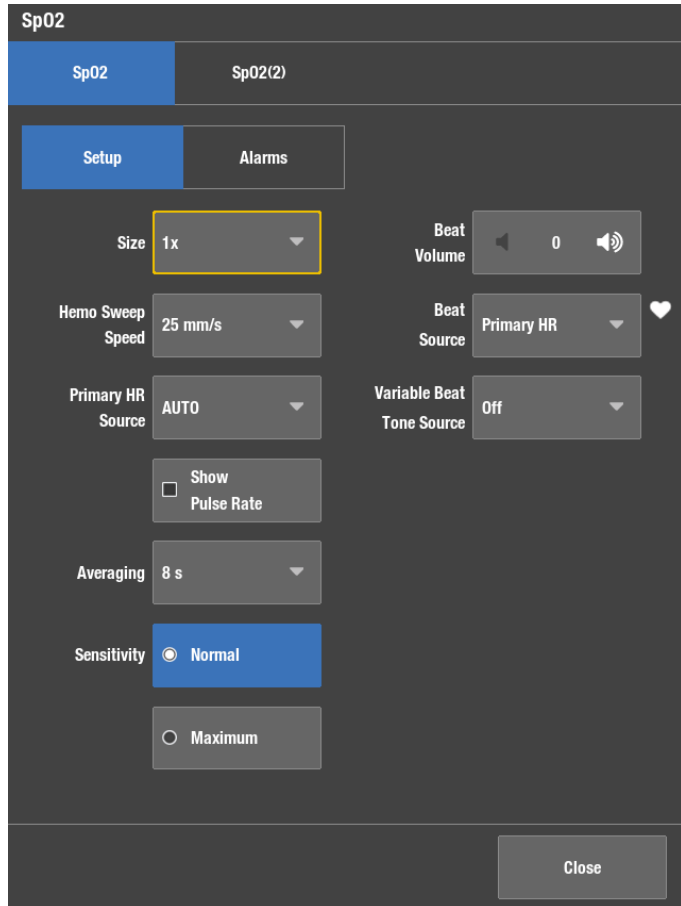 SpO2
SpO2
SpO2(2)
Setup
Alarms
Size
1x
Beat
Volume
0
Hemo Sweep
Speed
25 mm/s
Beat
Source
Primary HR
Primary HR
Source
AUTO
Variable Beat
Tone Source
Off
Show
Pulse Rate
Averaging
8 s
Sensitivity
Normal
Maximum
Close